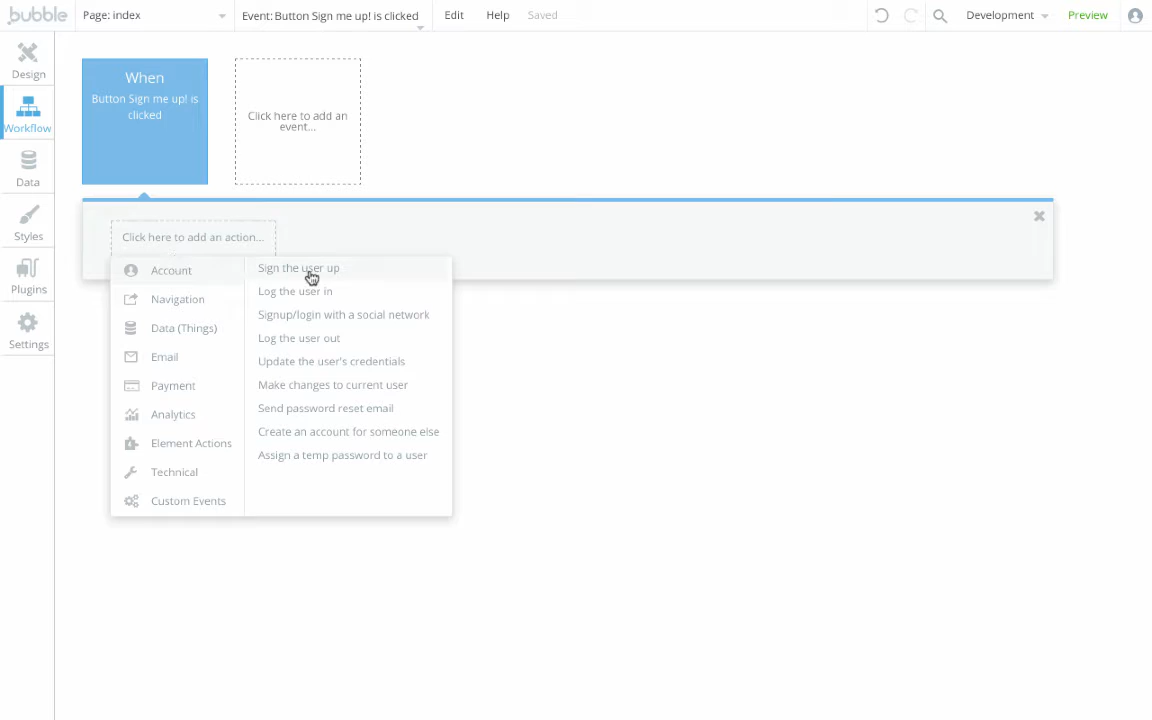 bubble
Page: index
Event: Button Sign me up! is clicked
Edit
Help
Saved
Development
Preview
Design
Workflow
Data
Styles
Plugins
Settings
When
Button Sign me up! is
clicked
Click here to add an
event...
Click here to add an action...
Account
Navigation
Data (Things)
Email
Payment
Analytics
Element Actions
Technical
Custom Events
Sign the user up
Log the user in
Signup/login with a social network
Log the user out
Update the user's credentials
Make changes to current user
Send password reset email
Create an account for someone else
Assign a temp password to a user